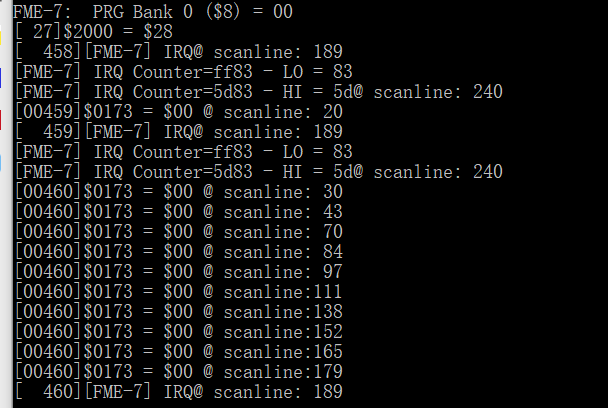 FME-7:  PRG Bank 0 ($8) = 00
[ 27]$2000 = $28
[  458][FME-7] IRQ@ scanline: 189
[FME-7] IRQ Counter=ff83 - LO = 83
[FME-7] IRQ Counter=5d83 - HI = 5d@ scanline: 240
[00459]$0173 = $00 @ scanline: 20
[  459][FME-7] IRQ@ scanline: 189
[FME-7] IRQ Counter=ff83 - LO = 83
[FME-7] IRQ Counter=5d83 - HI = 5d@ scanline: 240
[00460]$0173 = $00 @ scanline: 30
[00460]$0173 = $00 @ scanline: 43
[00460]$0173 = $00 @ scanline: 70
[00460]$0173 = $00 @ scanline: 84
[00460]$0173 = $00 @ scanline: 97
[00460]$0173 = $00 @ scanline:111
[00460]$0173 = $00 @ scanline:138
[00460]$0173 = $00 @ scanline:152
[00460]$0173 = $00 @ scanline:165
[00460]$0173 = $00 @ scanline:179
[  460][FME-7] IRQ@ scanline: 189